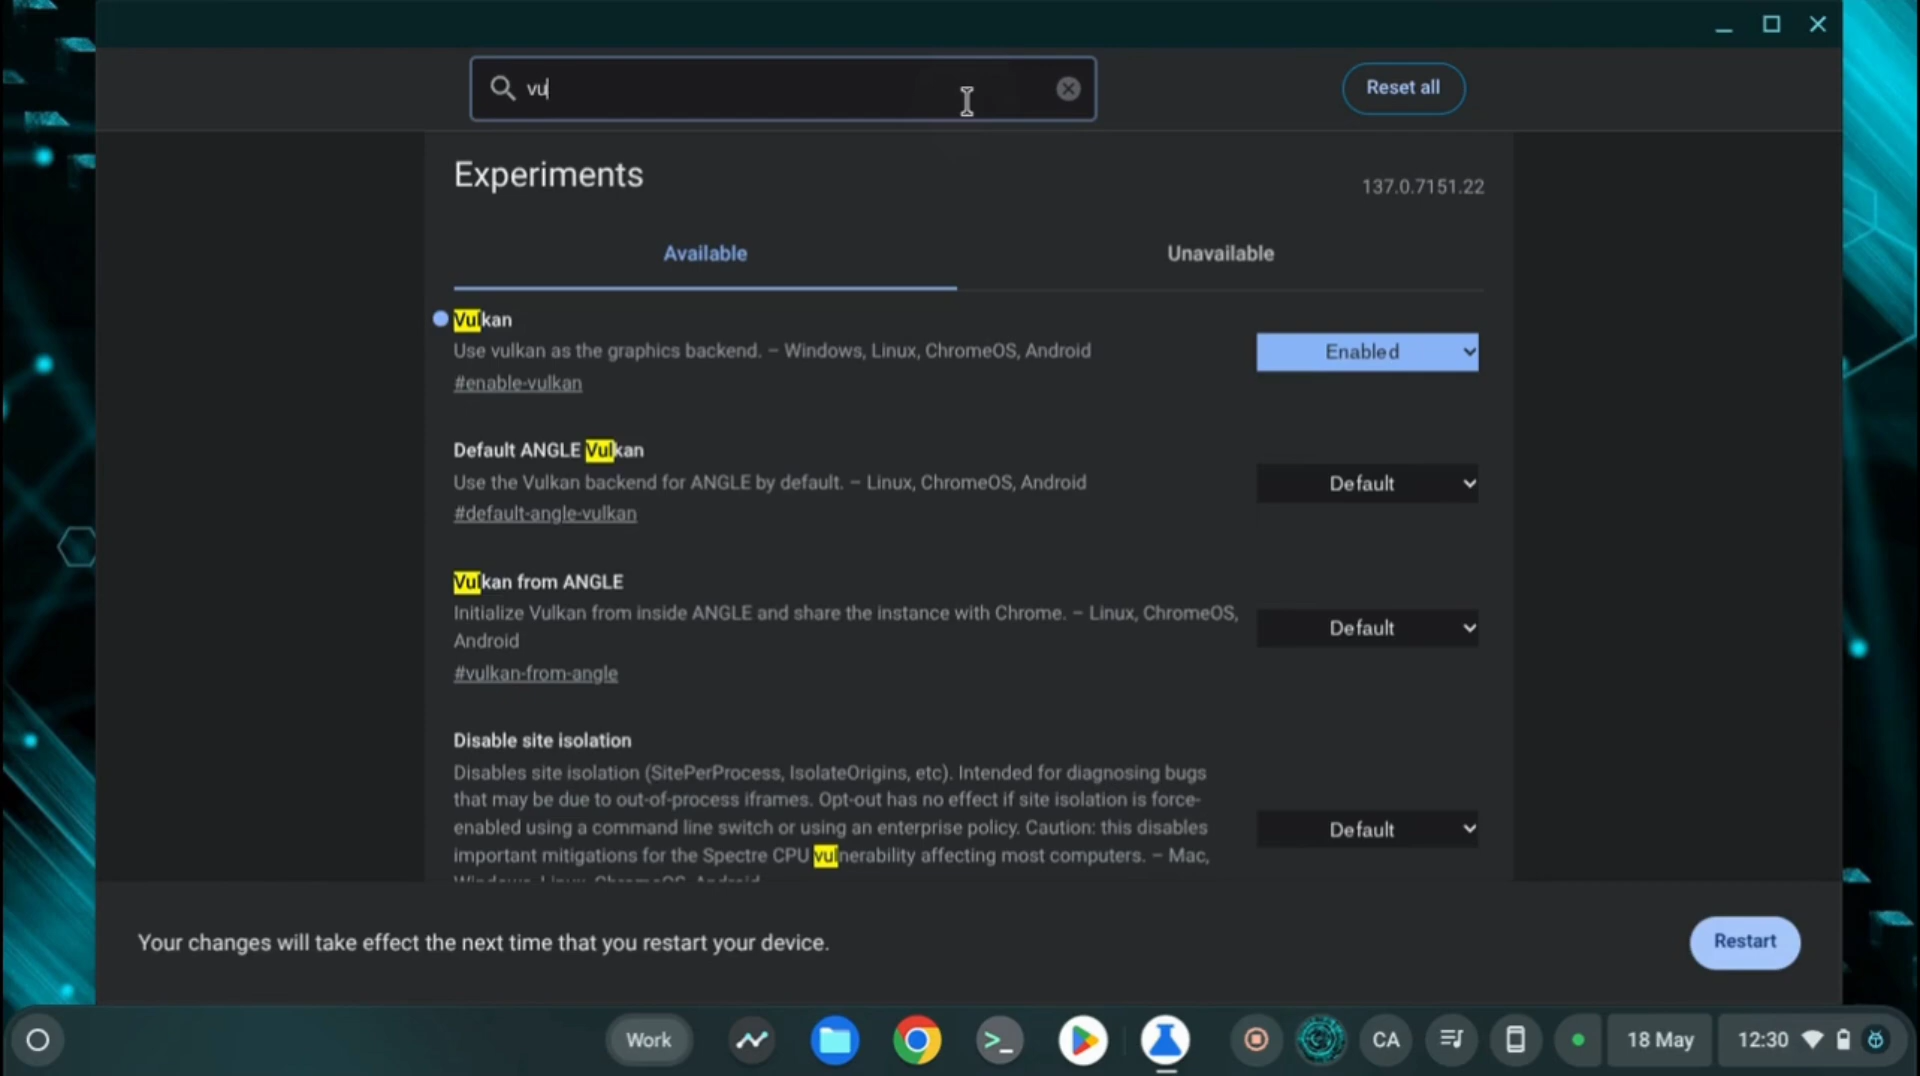 vu
Reset all
Experiments
137.0.7151.22
Available
Unavailable
Vulkan
Use vulkan as the graphics backend. – Windows, Linux, ChromeOS, Android
#enable-vulkan
Enabled
Default ANGLE Vulkan
Use the Vulkan backend for ANGLE by default. – Linux, ChromeOS, Android
#default-angle-vulkan
Default
Vulkan from ANGLE
Initialize Vulkan from inside ANGLE and share the instance with Chrome. – Linux, ChromeOS,
Android
#vulkan-from-angle
Default
Disable site isolation
Disables site isolation (SitePerProcess, IsolateOrigins, etc). Intended for diagnosing bugs
that may be due to out-of-process iframes. Opt-out has no effect if site isolation is force-
enabled using a command line switch or using an enterprise policy. Caution: this disables
important mitigations for the Spectre CPU vulnerability affecting most computers. – Mac,
Windows, Linux, ChromeOS, Android
Default
Your changes will take effect the next time that you restart your device.
Restart
Work
CA
18 May
12:30